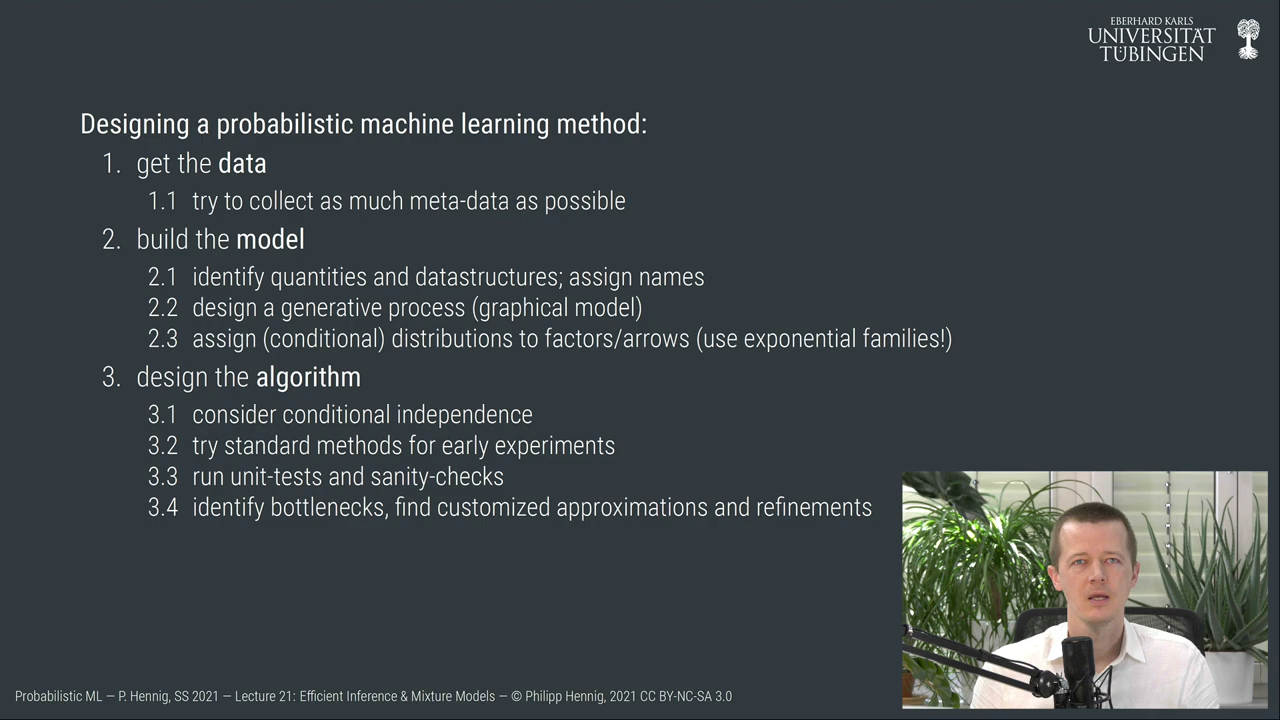 EBERHARD KARLS
UNIVERSITÄT
TÜBINGEN
Designing a probabilistic machine learning method:
1. get the data
1.1 try to collect as much meta-data as possible
2. build the model
2.1 identify quantities and datastructures; assign names
2.2 design a generative process (graphical model)
2.3 assign (conditional) distributions to factors/arrows (use exponential families!)
3. design the algorithm
3.1 consider conditional independence
3.2 try standard methods for early experiments
3.3 run unit-tests and sanity-checks
3.4 identify bottlenecks, find customized approximations and refinements
Probabilistic ML — P. Hennig, SS 2021 — Lecture 21: Efficient Inference & Mixture Models — © Philipp Hennig, 2021 CC BY-NC-SA 3.0